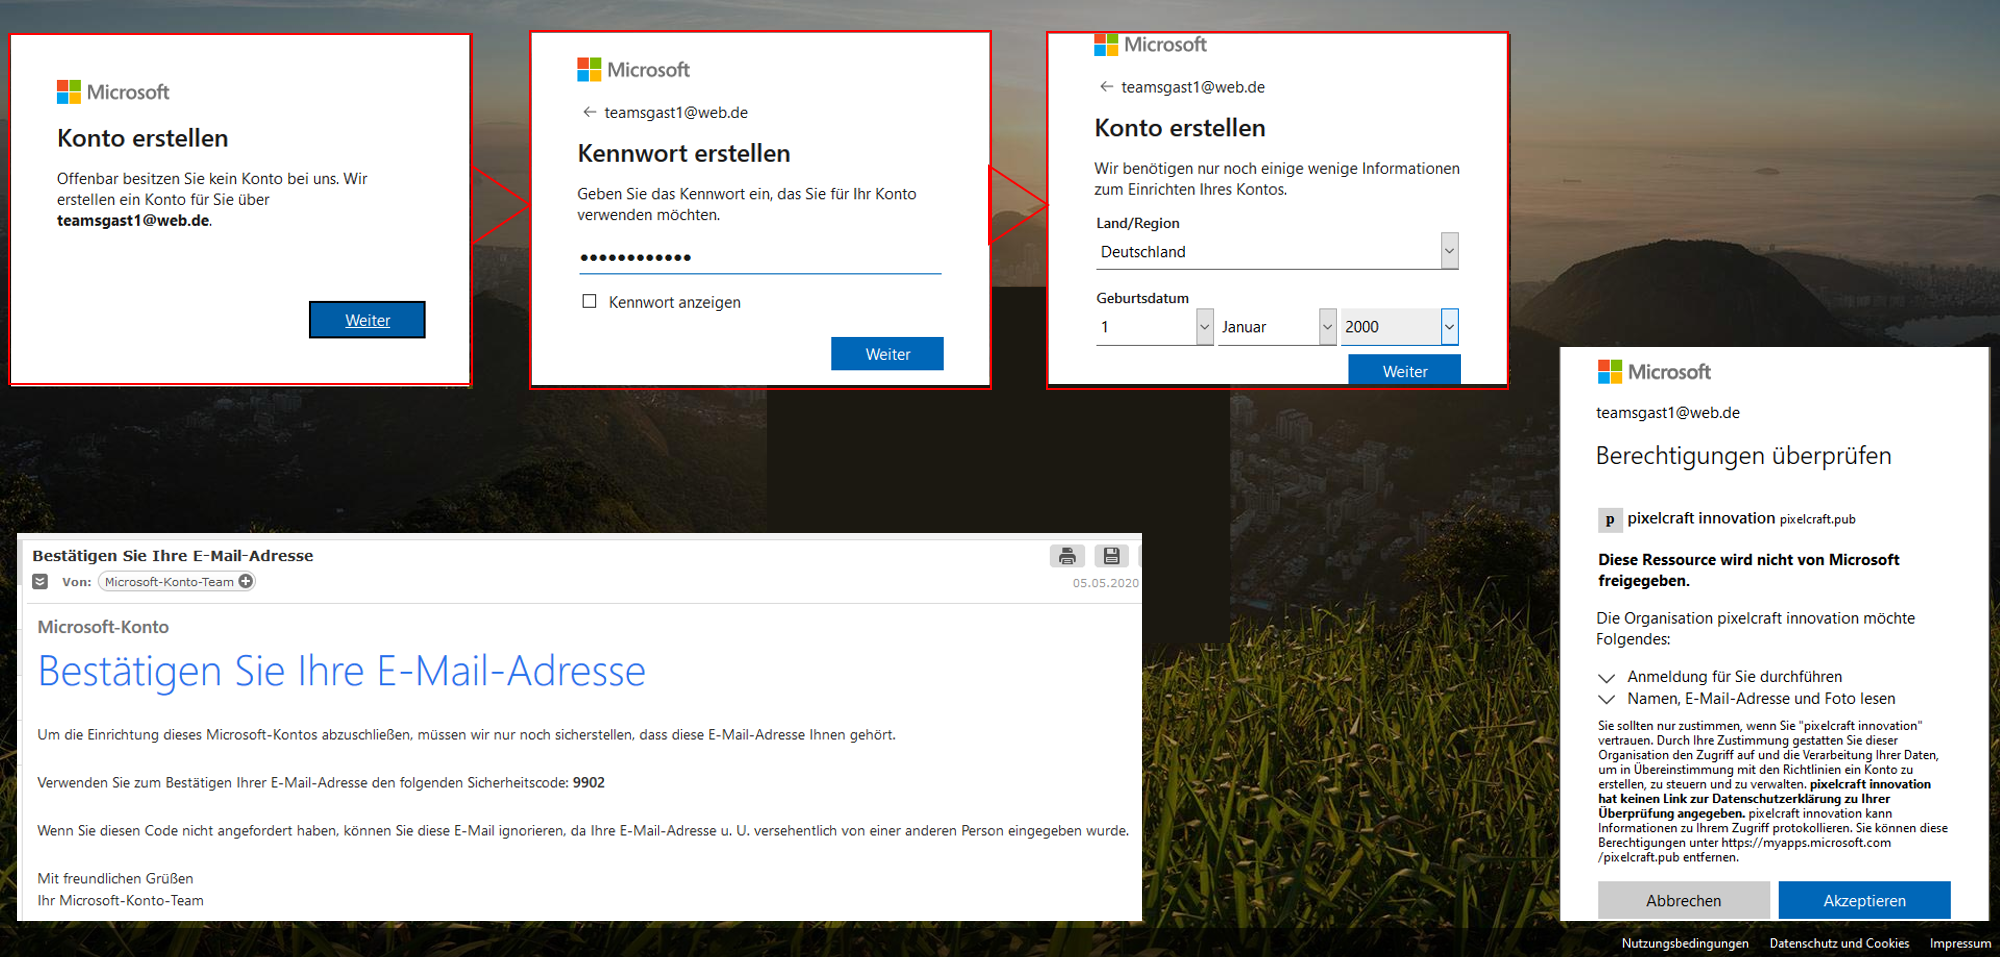 Microsoft
Konto erstellen
Offenbar besitzen Sie kein Konto bei uns. Wir
erstellen ein Konto für Sie über
teamsgast1@web.de.
Weiter
Microsoft
← teamsgast1@web.de
Kennwort erstellen
Geben Sie das Kennwort ein, das Sie für Ihr Konto
verwenden möchten.
••••••••••••
Kennwort anzeigen
Weiter
Microsoft
← teamsgast1@web.de
Konto erstellen
Wir benötigen nur noch einige wenige Informationen
zum Einrichten Ihres Kontos.
Land/Region
Deutschland
Geburtsdatum
1 Januar 2000
Weiter
Microsoft
teamsgast1@web.de
Berechtigungen überprüfen
p pixelcraft innovation pixelcraft.pub
Diese Ressource wird nicht von Microsoft
freigegeben.
Die Organisation pixelcraft innovation möchte
Folgendes:
Anmeldung für Sie durchführen
Namen, E-Mail-Adresse und Foto lesen
Sie sollten nur zustimmen, wenn Sie "pixelcraft innovation"
vertrauen. Durch Ihre Zustimmung gestatten Sie dieser
Organisation den Zugriff auf und die Verarbeitung Ihrer Daten,
um in Übereinstimmung mit den Richtlinien ein Konto zu
erstellen, zu steuern und zu verwalten. pixelcraft innovation
hat keinen Link zur Datenschutzerklärung zu Ihrer
Überprüfung angegeben. pixelcraft innovation kann
Informationen zu Ihrem Zugriff protokollieren. Sie können diese
Berechtigungen unter https://myapps.microsoft.com
/pixelcraft.pub entfernen.
Abbrechen Akzeptieren
Bestätigen Sie Ihre E-Mail-Adresse
Von: Microsoft-Konto-Team
05.05.2020
Microsoft-Konto
Bestätigen Sie Ihre E-Mail-Adresse
Um die Einrichtung dieses Microsoft-Kontos abzuschließen, müssen wir nur noch sicherstellen, dass diese E-Mail-Adresse Ihnen gehört.
Verwenden Sie zum Bestätigen Ihrer E-Mail-Adresse den folgenden Sicherheitscode: 9902
Wenn Sie diesen Code nicht angefordert haben, können Sie diese E-Mail ignorieren, da Ihre E-Mail-Adresse u. U. versehentlich von einer anderen Person eingegeben wurde.
Mit freundlichen Grüßen
Ihr Microsoft-Konto-Team
Nutzungsbedingungen Datenschutz und Cookies Impressum